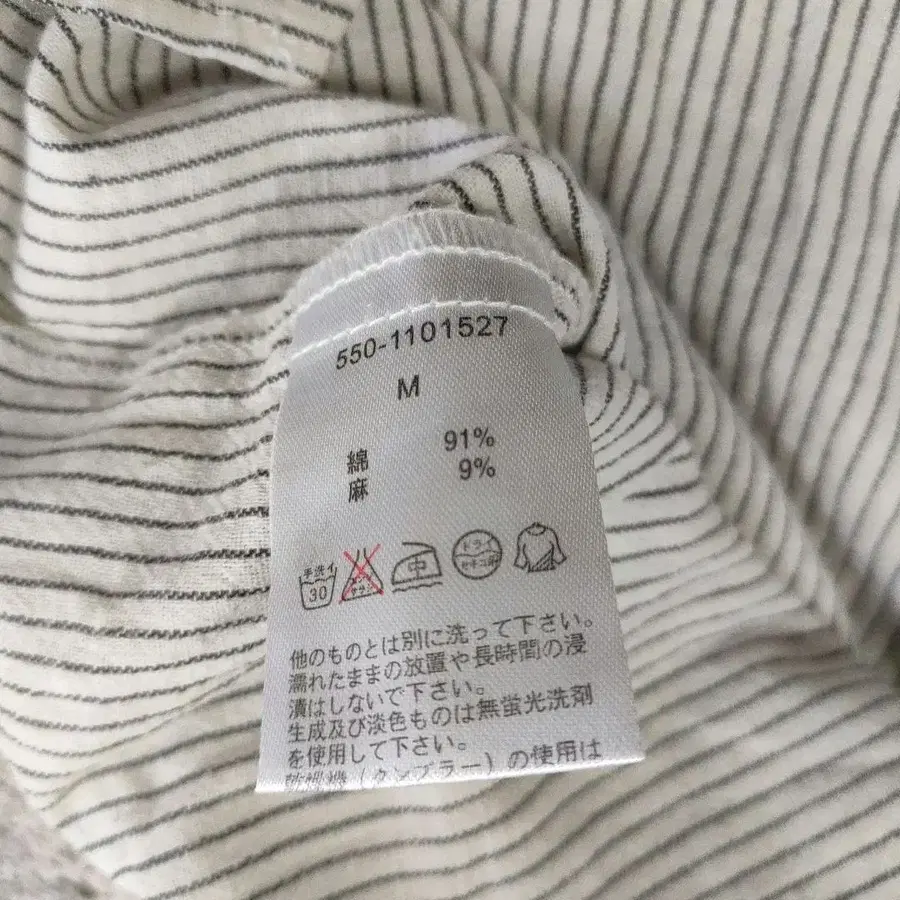 550-1101527
M
綿 91%
麻 9%
手洗イ
30
中
ドライ
セキユ系
他のものとは別に洗って下さい。
濡れたままの放置や長時間の浸
漬はしないで下さい。
生成及び淡色ものは無蛍光洗剤
を使用して下さい。
乾燥機(タンブラー)の使用は